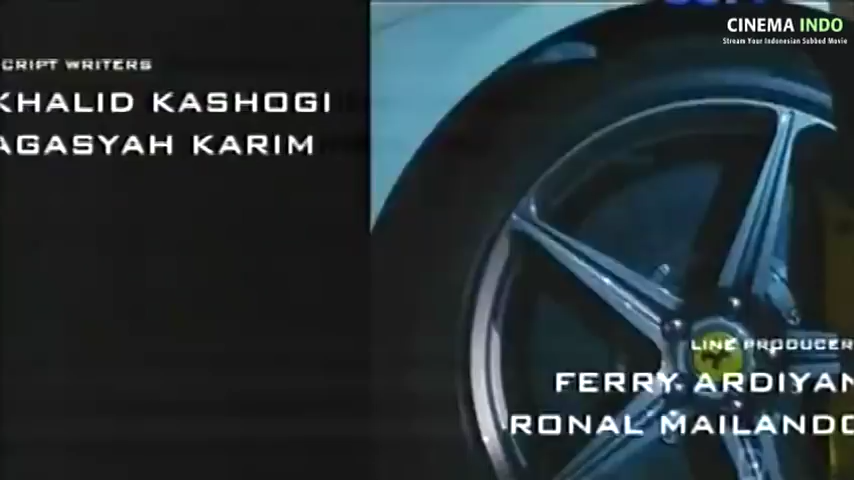 CINEMA INDO
Stream Your Indonesian Subbed Movie
CRIPT WRITERS
KHALID KASHOGI
AGASYAH KARIM
LINE PRODUCER
FERRY ARDIYAN
RONAL MAILANDO